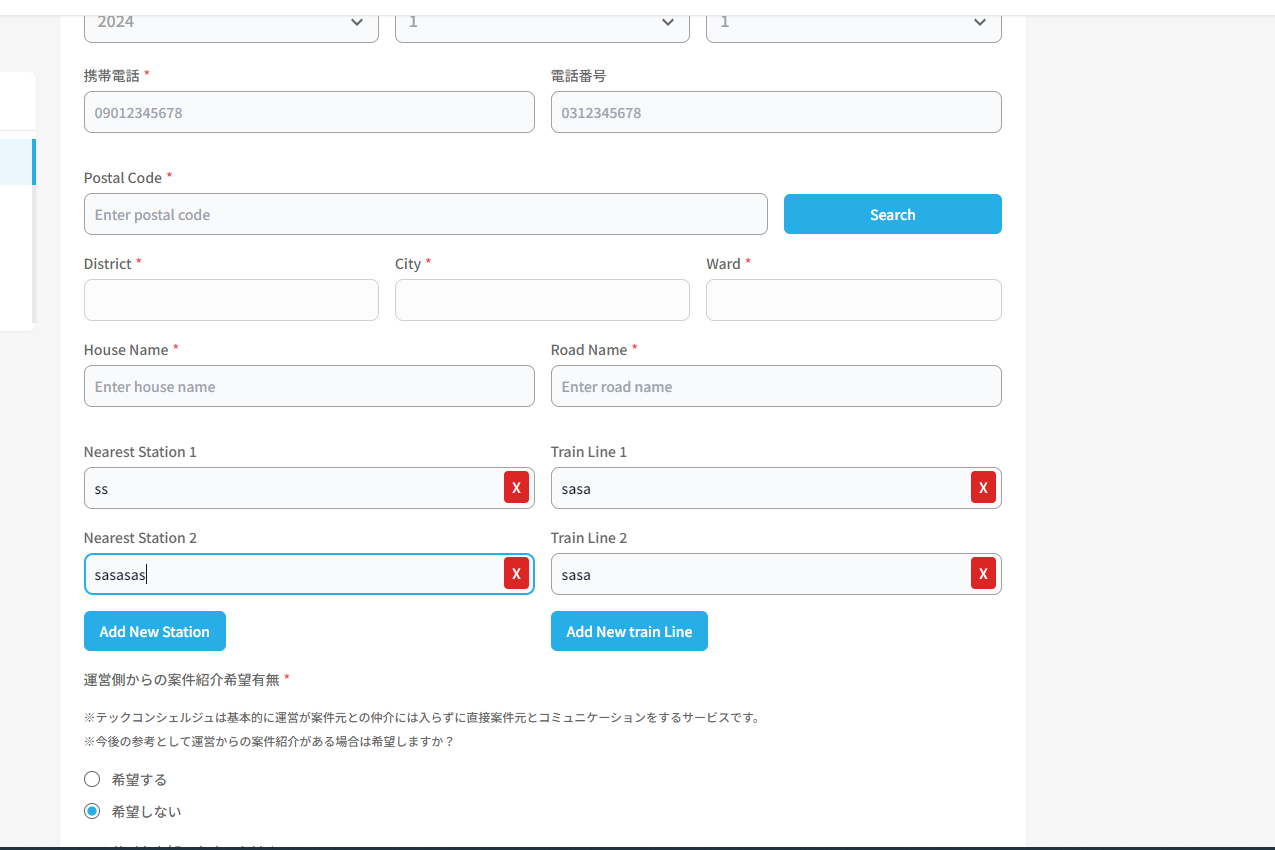 2024 1 1
携帯電話 * 電話番号
09012345678 0312345678
Postal Code *
Enter postal code Search
District * City * Ward *
House Name * Road Name *
Enter house name Enter road name
Nearest Station 1 Train Line 1
ss X sasa X
Nearest Station 2 Train Line 2
sasasas X sasa X
Add New Station Add New train Line
運営側からの案件紹介希望有無 *
※テックコンシェルジュは基本的に運営が案件元との仲介には入らずに直接案件元とコミュニケーションをするサービスです。
※今後の参考として運営からの案件紹介がある場合は希望しますか？
希望する
希望しない